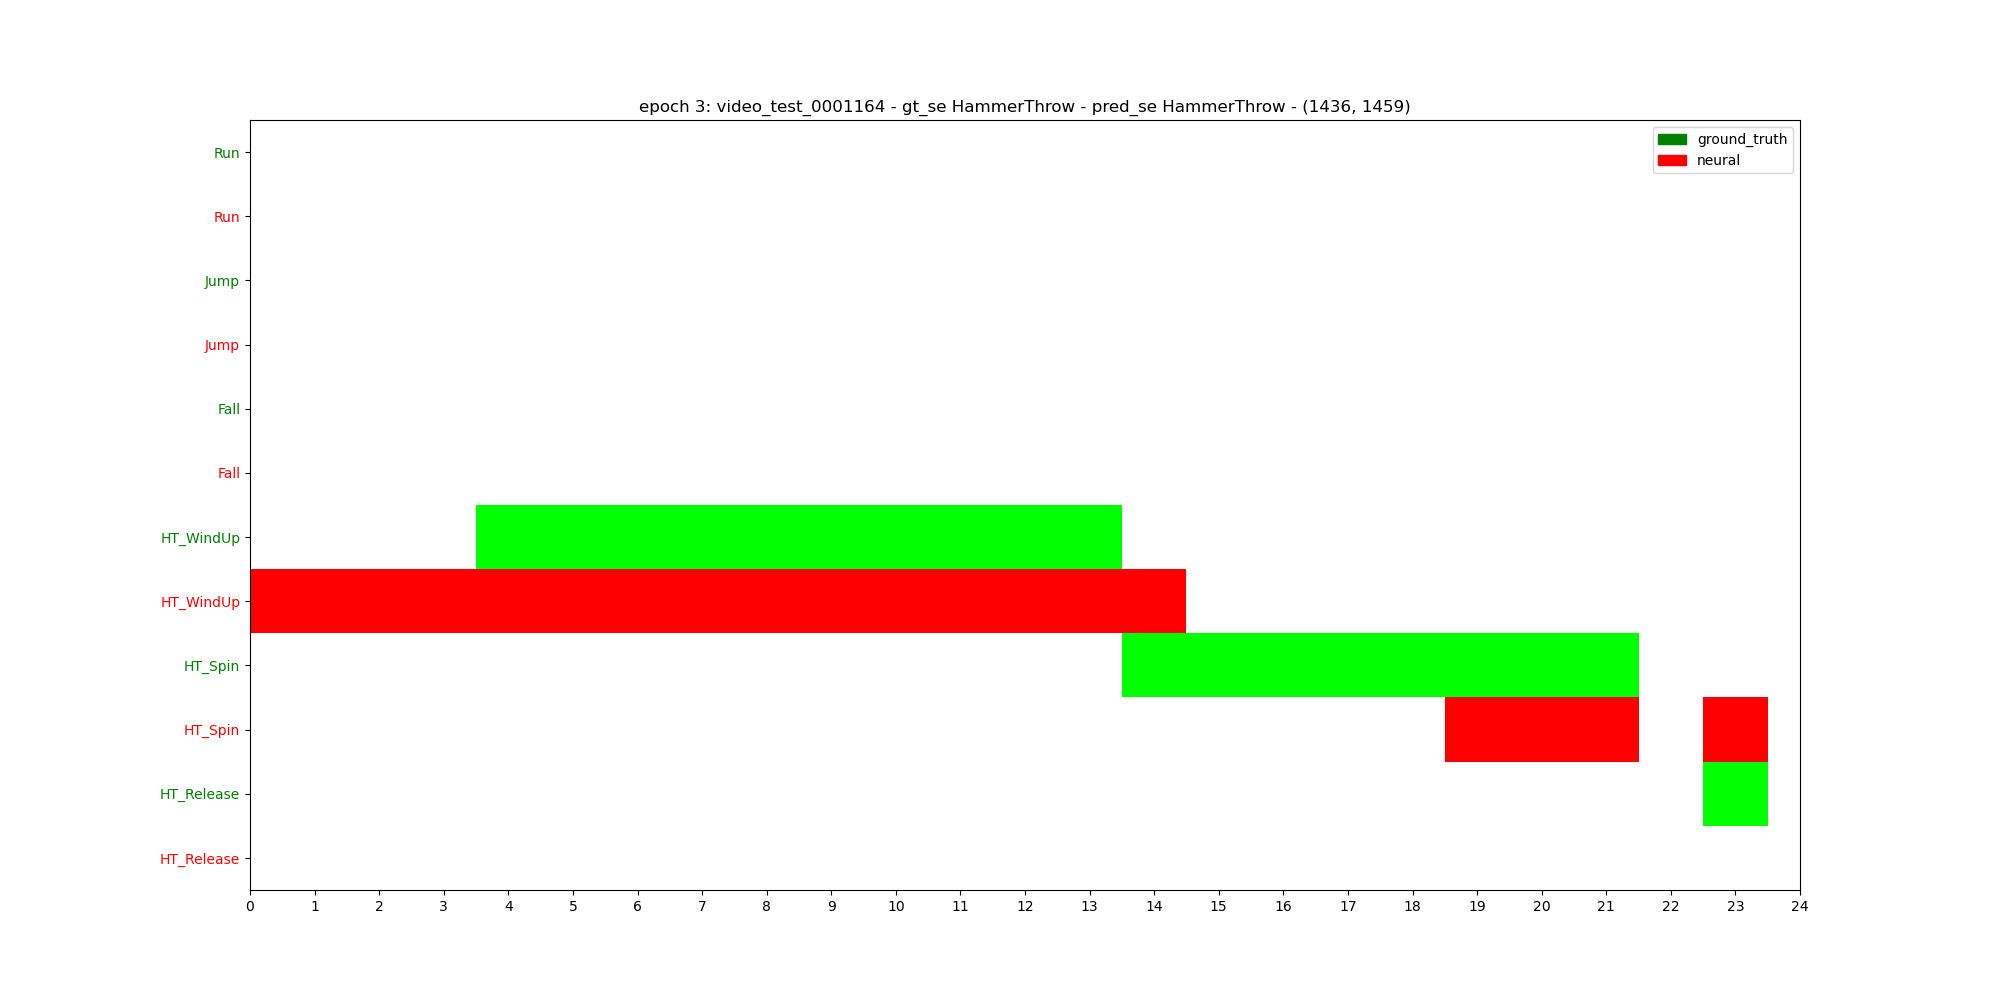 epoch 3: video_test_0001164 - gt_se HammerThrow - pred_se HammerThrow - (1436, 1459)
ground_truth
neural
Run
Run
Jump
Jump
Fall
Fall
HT_WindUp
HT_WindUp
HT_Spin
HT_Spin
HT_Release
HT_Release
0 1 2 3 4 5 6 7 8 9 10 11 12 13 14 15 16 17 18 19 20 21 22 23 24